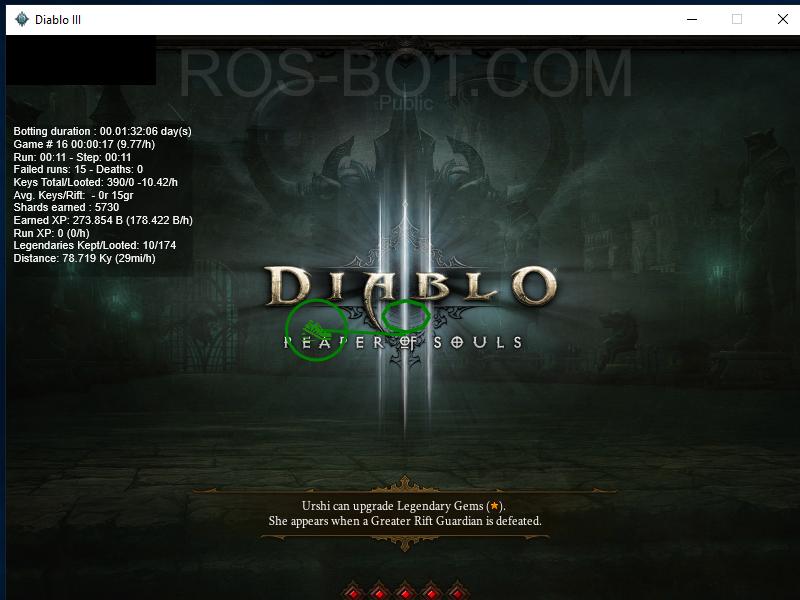 Diablo III
ROS-BOT.COM
Public
Botting duration : 00.01:32:06 day(s)
Game # 16 00:00:17 (9.77/h)
Run: 00:11 - Step: 00:11
Failed runs: 15 - Deaths: 0
Keys Total/Looted: 390/0 -10.42/h
Avg. Keys/Rift:  - 0r 15gr
Shards earned : 5730
Earned XP: 273.854 B (178.422 B/h)
Run XP: 0 (0/h)
Legendaries Kept/Looted: 10/174
Distance: 78.719 Ky (29mi/h)
DIABLO
REAPER OF SOULS
Urshi can upgrade Legendary Gems (★).
She appears when a Greater Rift Guardian is defeated.